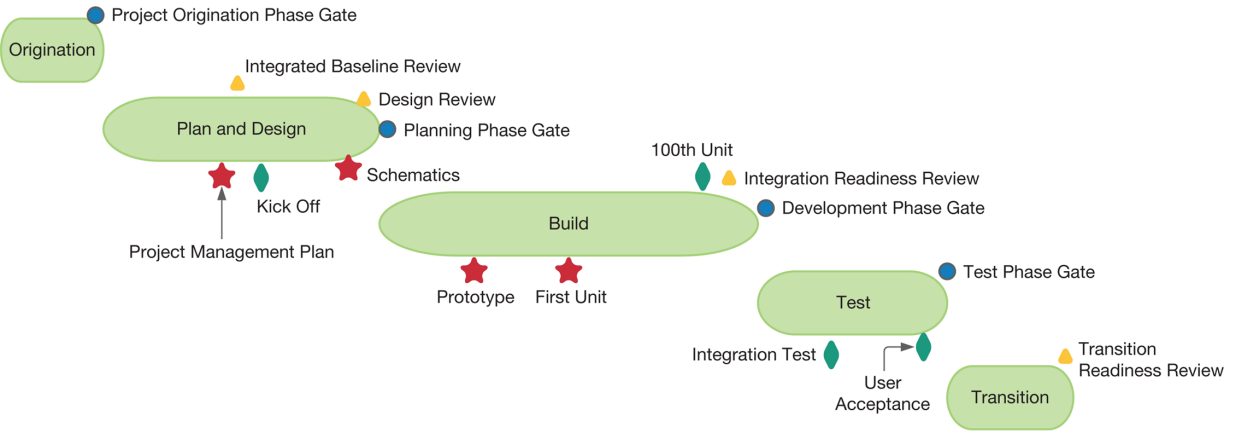 Project Origination Phase Gate
Origination
Integrated Baseline Review
Design Review
Plan and Design
Planning Phase Gate
Schematics
Kick Off
Project Management Plan
100th Unit
Integration Readiness Review
Development Phase Gate
Build
Prototype
First Unit
Test Phase Gate
Test
Integration Test
User
Acceptance
Transition
Readiness Review
Transition